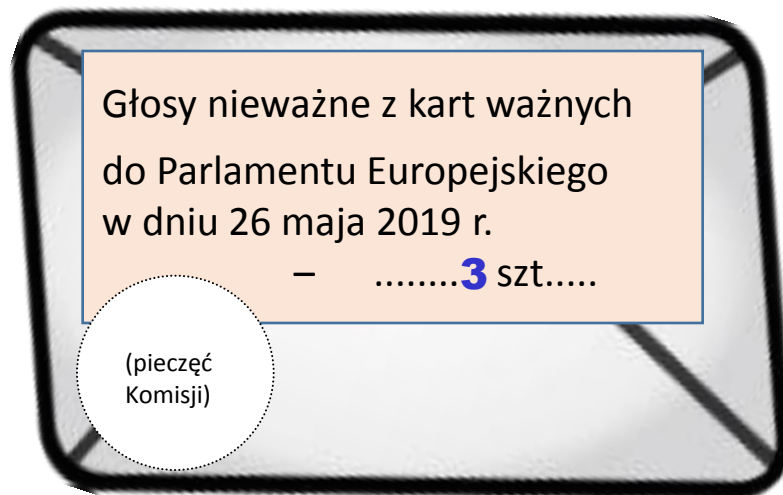 Głosy nieważne z kart ważnych
do Parlamentu Europejskiego
w dniu 26 maja 2019 r.
– ........3 szt.....
(pieczęć
Komisji)